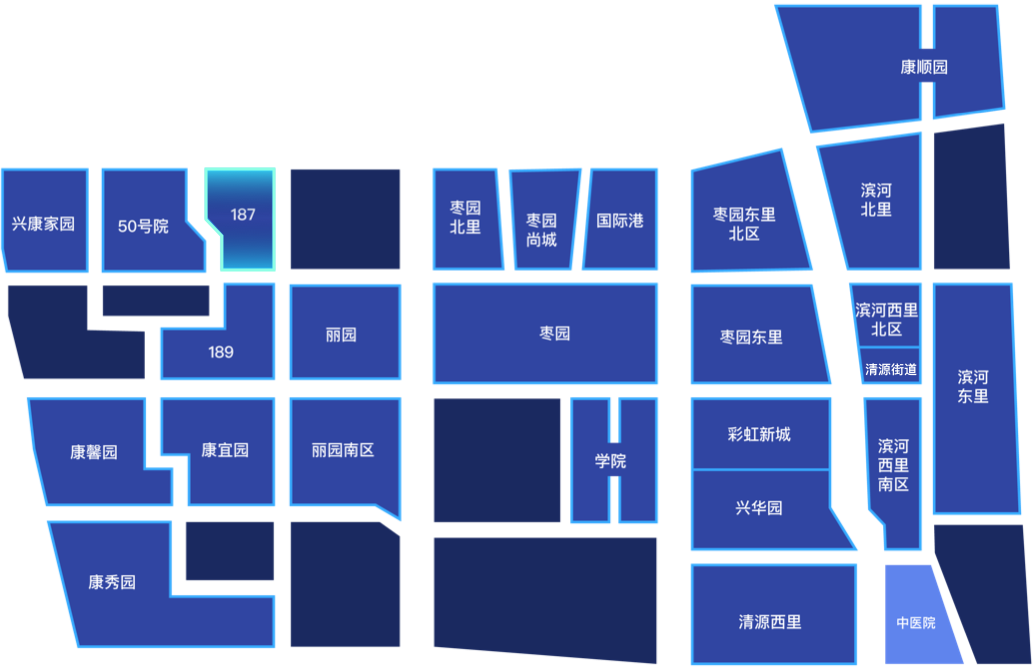 康顺园
兴康家园
50号院
187
枣园
北里
枣园
尚城
国际港
枣园东里
北区
滨河
北里
189
丽园
枣园
枣园东里
滨河西里
北区
清源街道
滨河
东里
康馨园
康宜园
丽园南区
学院
彩虹新城
兴华园
滨河
西里
南区
康秀园
清源西里
中医院